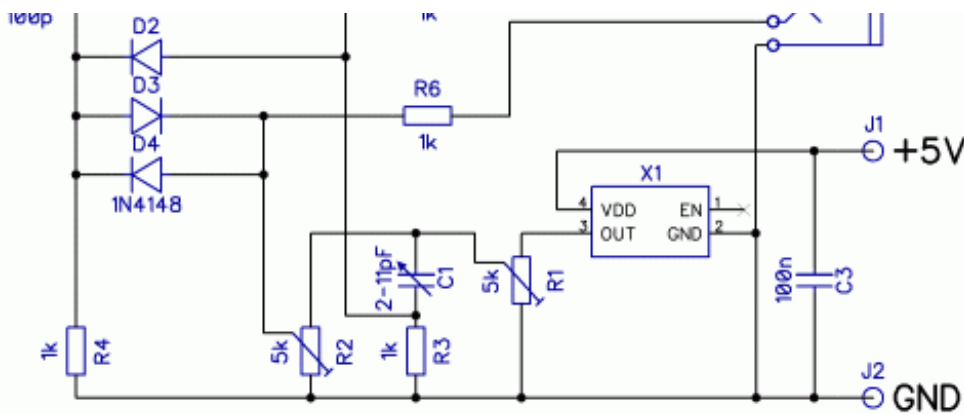 100p
1k
D2
D3
R6
D4
1k
J1
+5V
1N4148
X1
4 VDD EN 1
3 OUT GND 2
2-11pF
C1
5k
R1
100n
C3
1k
R4
5k
R2
1k
R3
J2
GND